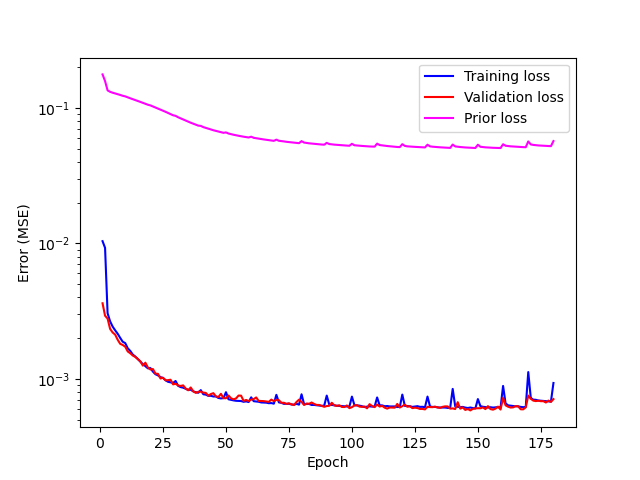 Training loss
Validation loss
Prior loss
10⁻¹
10⁻²
10⁻³
Error (MSE)
0 25 50 75 100 125 150 175
Epoch